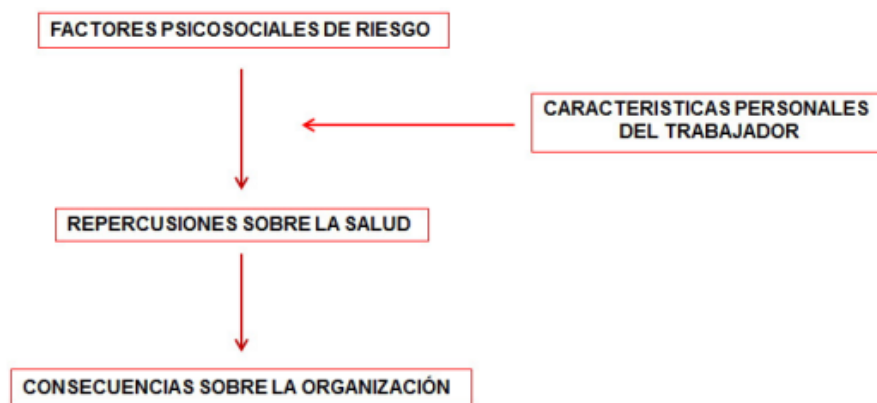 FACTORES PSICOSOCIALES DE RIESGO
CARACTERISTICAS PERSONALES
DEL TRABAJADOR
REPERCUSIONES SOBRE LA SALUD
CONSECUENCIAS SOBRE LA ORGANIZACIÓN